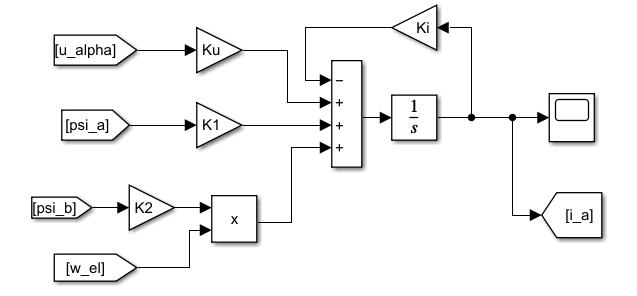 Ki
[u_alpha]
Ku
−
+
[psi_a]
K1
+
+
1
s
[psi_b]
K2
x
[i_a]
[w_el]